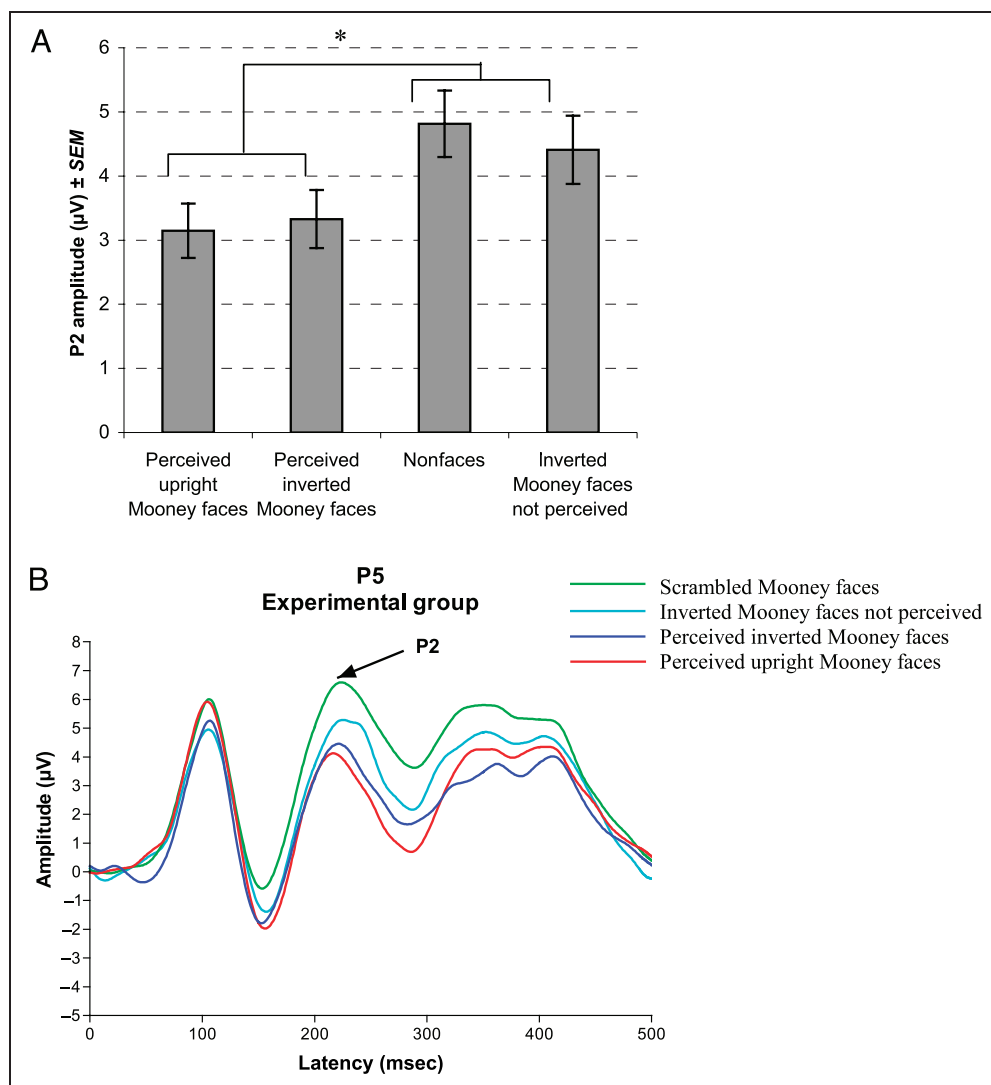 A
*
6
5
4
3
2
1
0
P2 amplitude (µV) ± SEM
Perceived
upright
Mooney faces
Perceived
inverted
Mooney faces
Nonfaces
Inverted
Mooney faces
not perceived
B
P5
Experimental group
P2
Scrambled Mooney faces
Inverted Mooney faces not perceived
Perceived inverted Mooney faces
Perceived upright Mooney faces
8
7
6
5
4
3
2
1
0
–1
–2
–3
–4
–5
Amplitude (µV)
0 100 200 300 400 500
Latency (msec)